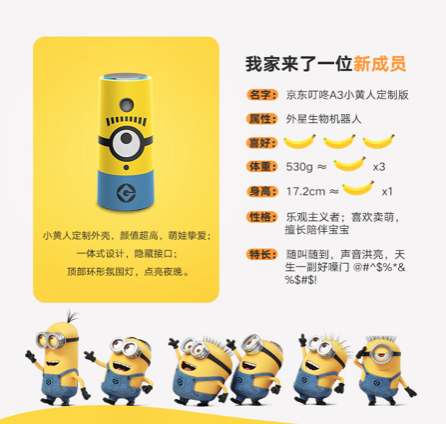 我家来了一位新成员
名字： 京东叮咚A3小黄人定制版
属性： 外星生物机器人
喜好：
体重： 530g ≈ x3
身高： 17.2cm ≈ x1
性格： 乐观主义者；喜欢卖萌，
擅长陪伴宝宝
特长： 随叫随到，声音洪亮，天
生一副好嗓门 @#^$%*&
%$#$!
小黄人定制外壳，颜值超高，萌娃挚爱；
一体式设计，隐藏接口；
顶部环形氛围灯，点亮夜晚。